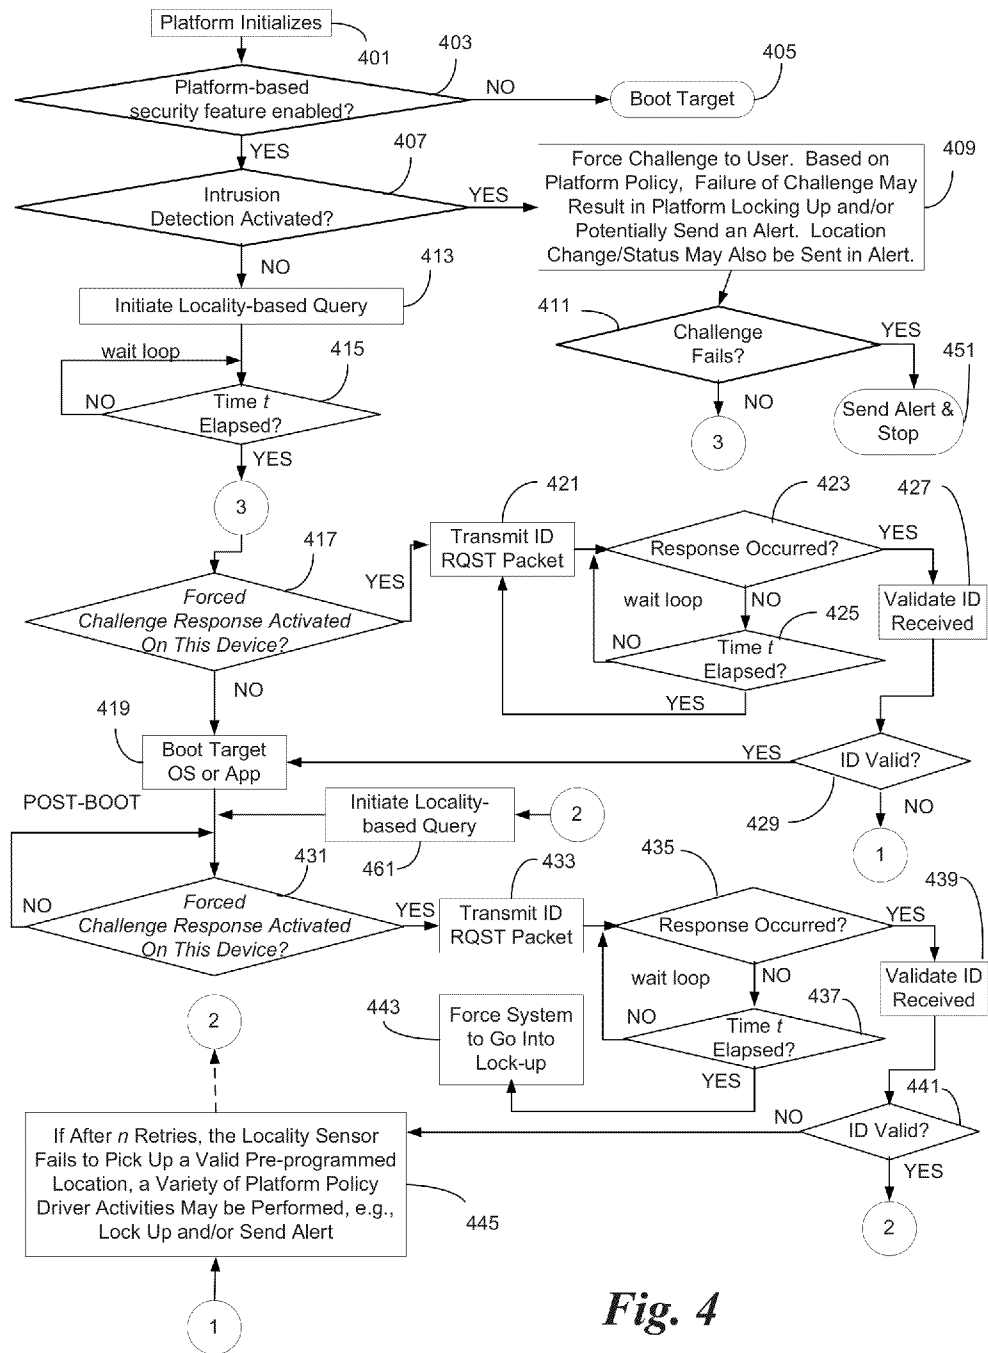 Platform Initializes
401
403
Platform-based
security feature enabled?
NO
405
Boot Target
YES
407
Intrusion
Detection Activated?
YES
409
Force Challenge to User. Based on
Platform Policy, Failure of Challenge May
Result in Platform Locking Up and/or
Potentially Send an Alert. Location
Change/Status May Also be Sent in Alert.
NO
413
Initiate Locality-based Query
411
Challenge
Fails?
YES
451
wait loop
415
NO
Time t
Elapsed?
YES
NO
3
Send Alert &
Stop
3
417
Forced
Challenge Response Activated
On This Device?
YES
421
Transmit ID
RQST Packet
423
Response Occurred?
YES
427
Validate ID
Received
wait loop
NO
425
NO
Time t
Elapsed?
YES
NO
419
Boot Target
OS or App
YES
ID Valid?
429
NO
1
POST-BOOT
Initiate Locality-
based Query
2
461
431
NO
Forced
Challenge Response Activated
On This Device?
YES
433
Transmit ID
RQST Packet
435
Response Occurred?
YES
439
Validate ID
Received
wait loop
NO
437
NO
Time t
Elapsed?
YES
443
Force System
to Go Into
Lock-up
2
441
NO
ID Valid?
YES
2
If After n Retries, the Locality Sensor
Fails to Pick Up a Valid Pre-programmed
Location, a Variety of Platform Policy
Driver Activities May be Performed, e.g.,
Lock Up and/or Send Alert
445
1
Fig. 4